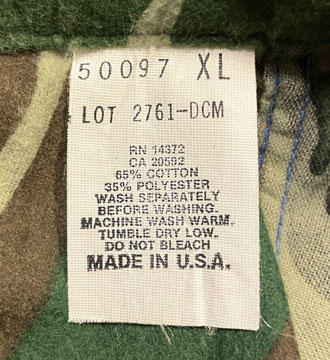 50097 XL
LOT 2761-DCM
RN 14372
CA 20592
65% COTTON
35% POLYESTER
WASH SEPARATELY
BEFORE WASHING.
MACHINE WASH WARM.
TUMBLE DRY LOW.
DO NOT BLEACH
MADE IN U.S.A.